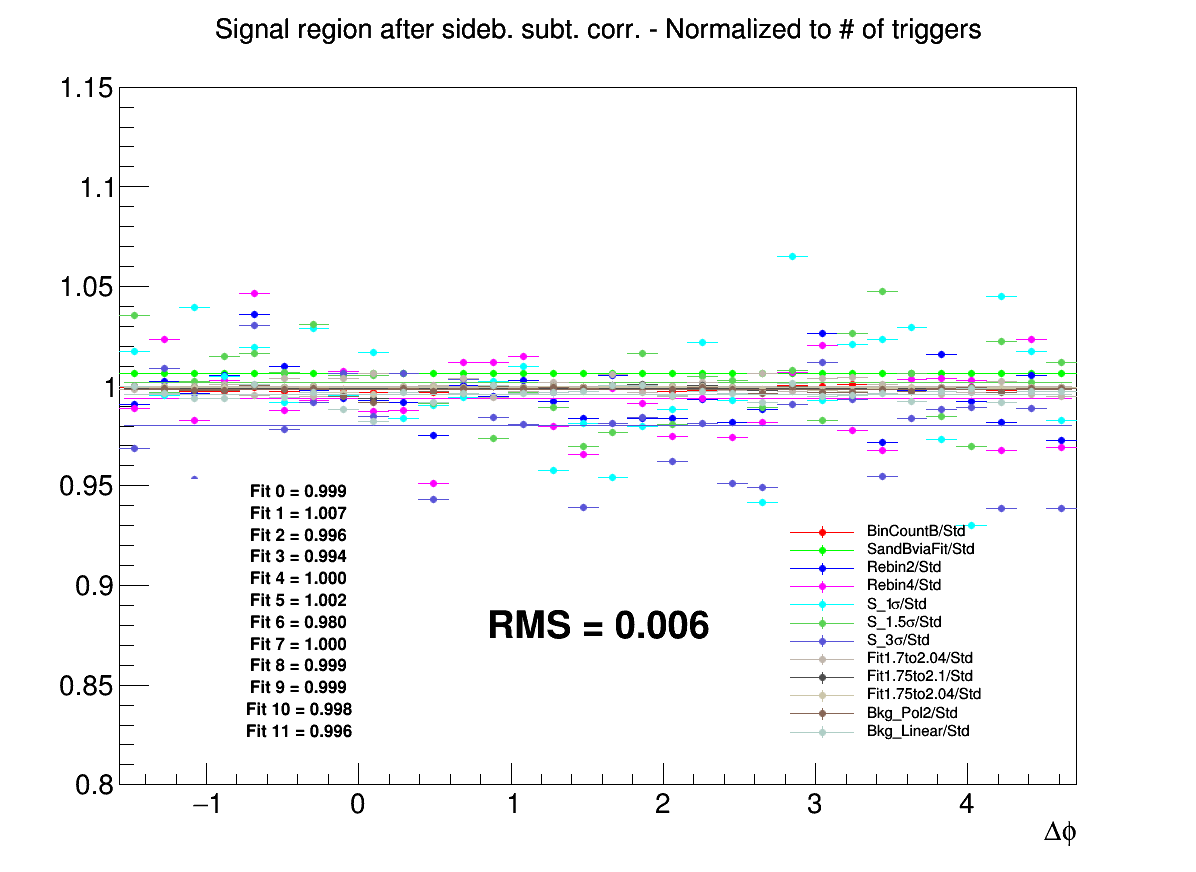 Signal region after sideb. subt. corr. - Normalized to # of triggers
1.15
1.1
1.05
1
0.95
0.9
0.85
0.8
Fit 0 = 0.999
Fit 1 = 1.007
Fit 2 = 0.996
Fit 3 = 0.994
Fit 4 = 1.000
Fit 5 = 1.002
Fit 6 = 0.980
Fit 7 = 1.000
Fit 8 = 0.999
Fit 9 = 0.999
Fit 10 = 0.998
Fit 11 = 0.996
RMS = 0.006
BinCountB/Std
SandBviaFit/Std
Rebin2/Std
Rebin4/Std
S_1σ/Std
S_1.5σ/Std
S_3σ/Std
Fit1.7to2.04/Std
Fit1.75to2.1/Std
Fit1.75to2.04/Std
Bkg_Pol2/Std
Bkg_Linear/Std
−1 0 1 2 3 4
Δϕ